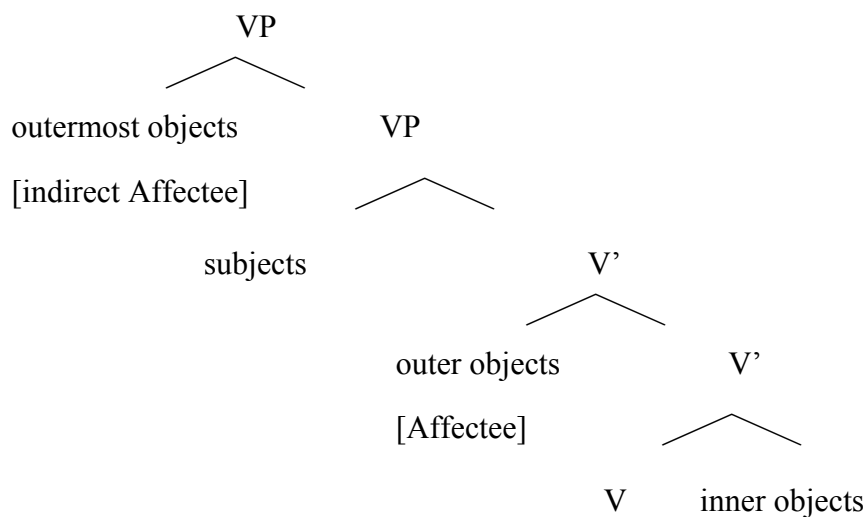 VP
outermost objects VP
[indirect Affectee]
subjects V’
outer objects V’
[Affectee]
V inner objects